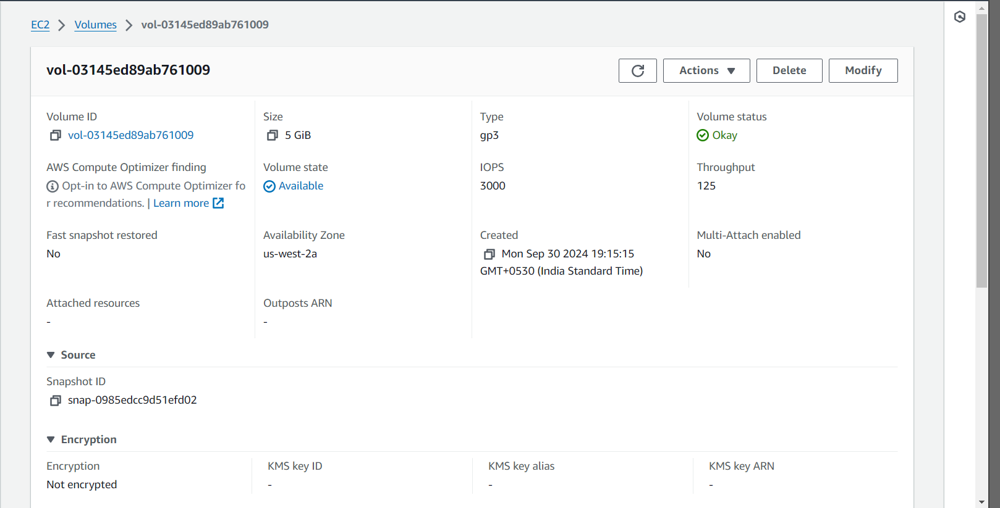 EC2 > Volumes > vol-03145ed89ab761009
vol-03145ed89ab761009
Actions
Delete
Modify
Volume ID
vol-03145ed89ab761009
Size
5 GiB
Type
gp3
Volume status
Okay
AWS Compute Optimizer finding
Opt-in to AWS Compute Optimizer fo
r recommendations. | Learn more
Volume state
Available
IOPS
3000
Throughput
125
Fast snapshot restored
No
Availability Zone
us-west-2a
Created
Mon Sep 30 2024 19:15:15
GMT+0530 (India Standard Time)
Multi-Attach enabled
No
Attached resources
-
Outposts ARN
-
Source
Snapshot ID
snap-0985edcc9d51efd02
Encryption
Encryption
Not encrypted
KMS key ID
-
KMS key alias
-
KMS key ARN
-